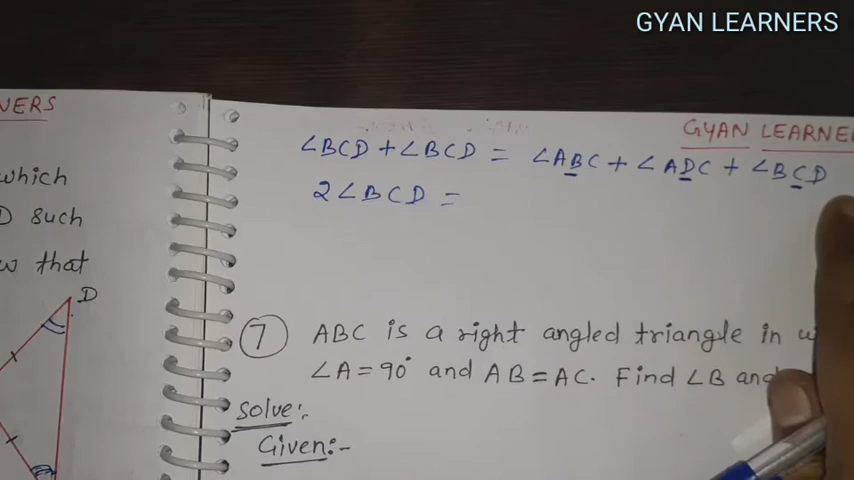 GYAN LEARNERS
NERS
which
D such
w that
D
GYAN LEARNE
∠BCD + ∠BCD = ∠ABC + ∠ADC + ∠BCD
2∠BCD =
7 ABC is a right angled triangle in
∠A = 90° and AB = AC. Find ∠B and
Solve:
Given:-